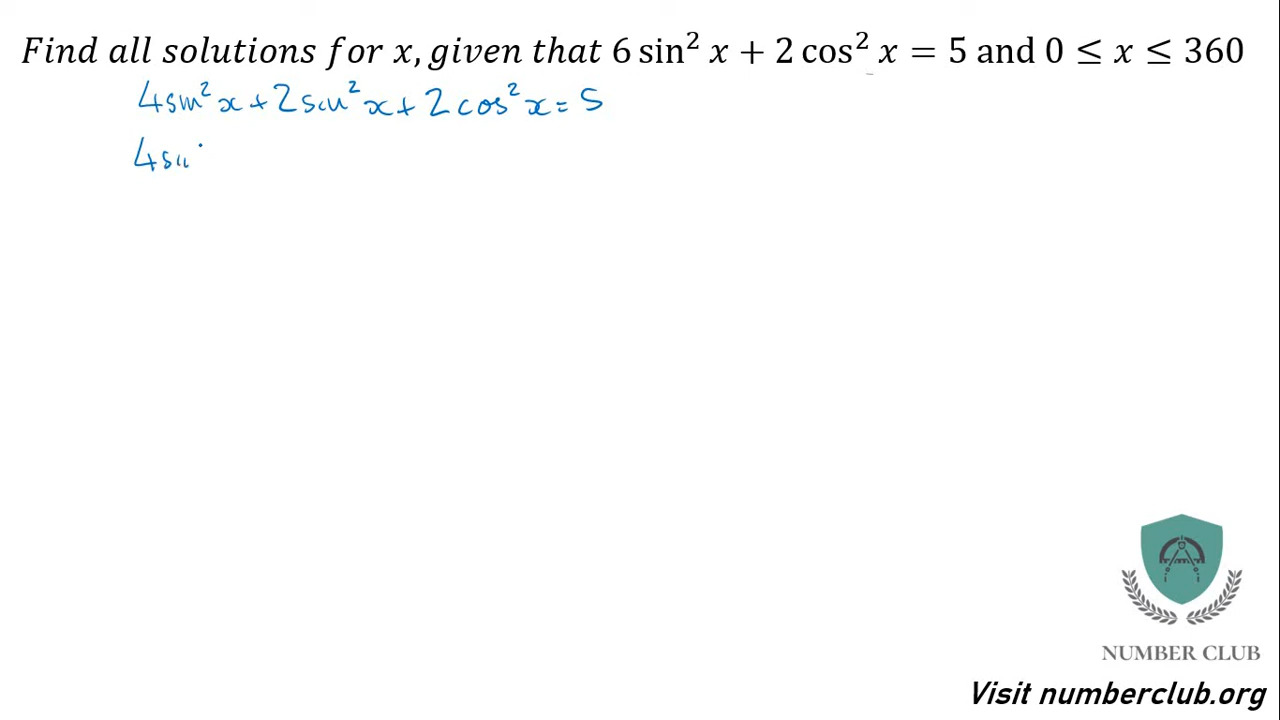 Find all solutions for x, given that 6 sin² x + 2 cos² x = 5 and 0 ≤ x ≤ 360
4sin²x + 2sin²x + 2cos²x = 5
4si
NUMBER CLUB
Visit numberclub.org